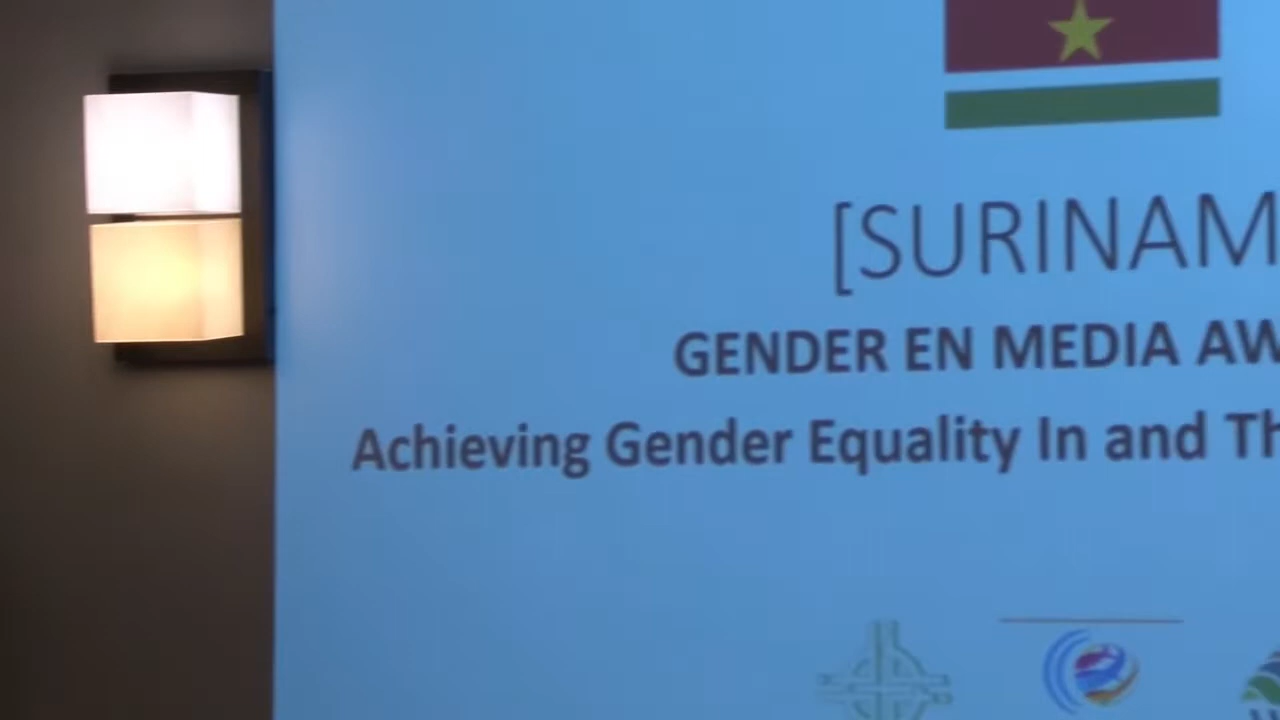 [SURINAM
GENDER EN MEDIA AW
Achieving Gender Equality In and Th